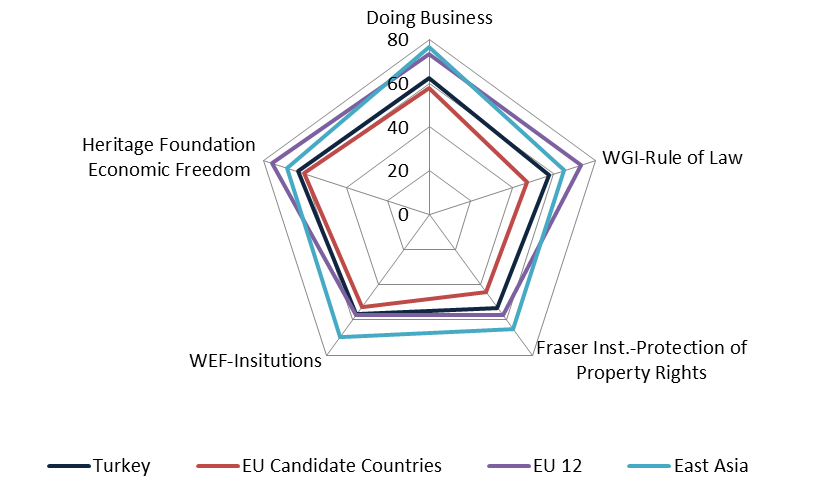 Doing Business
80
60
40
20
0
Heritage Foundation
Economic Freedom
WGI-Rule of Law
WEF-Insitutions
Fraser Inst.-Protection of
Property Rights
Turkey
EU Candidate Countries
EU 12
East Asia